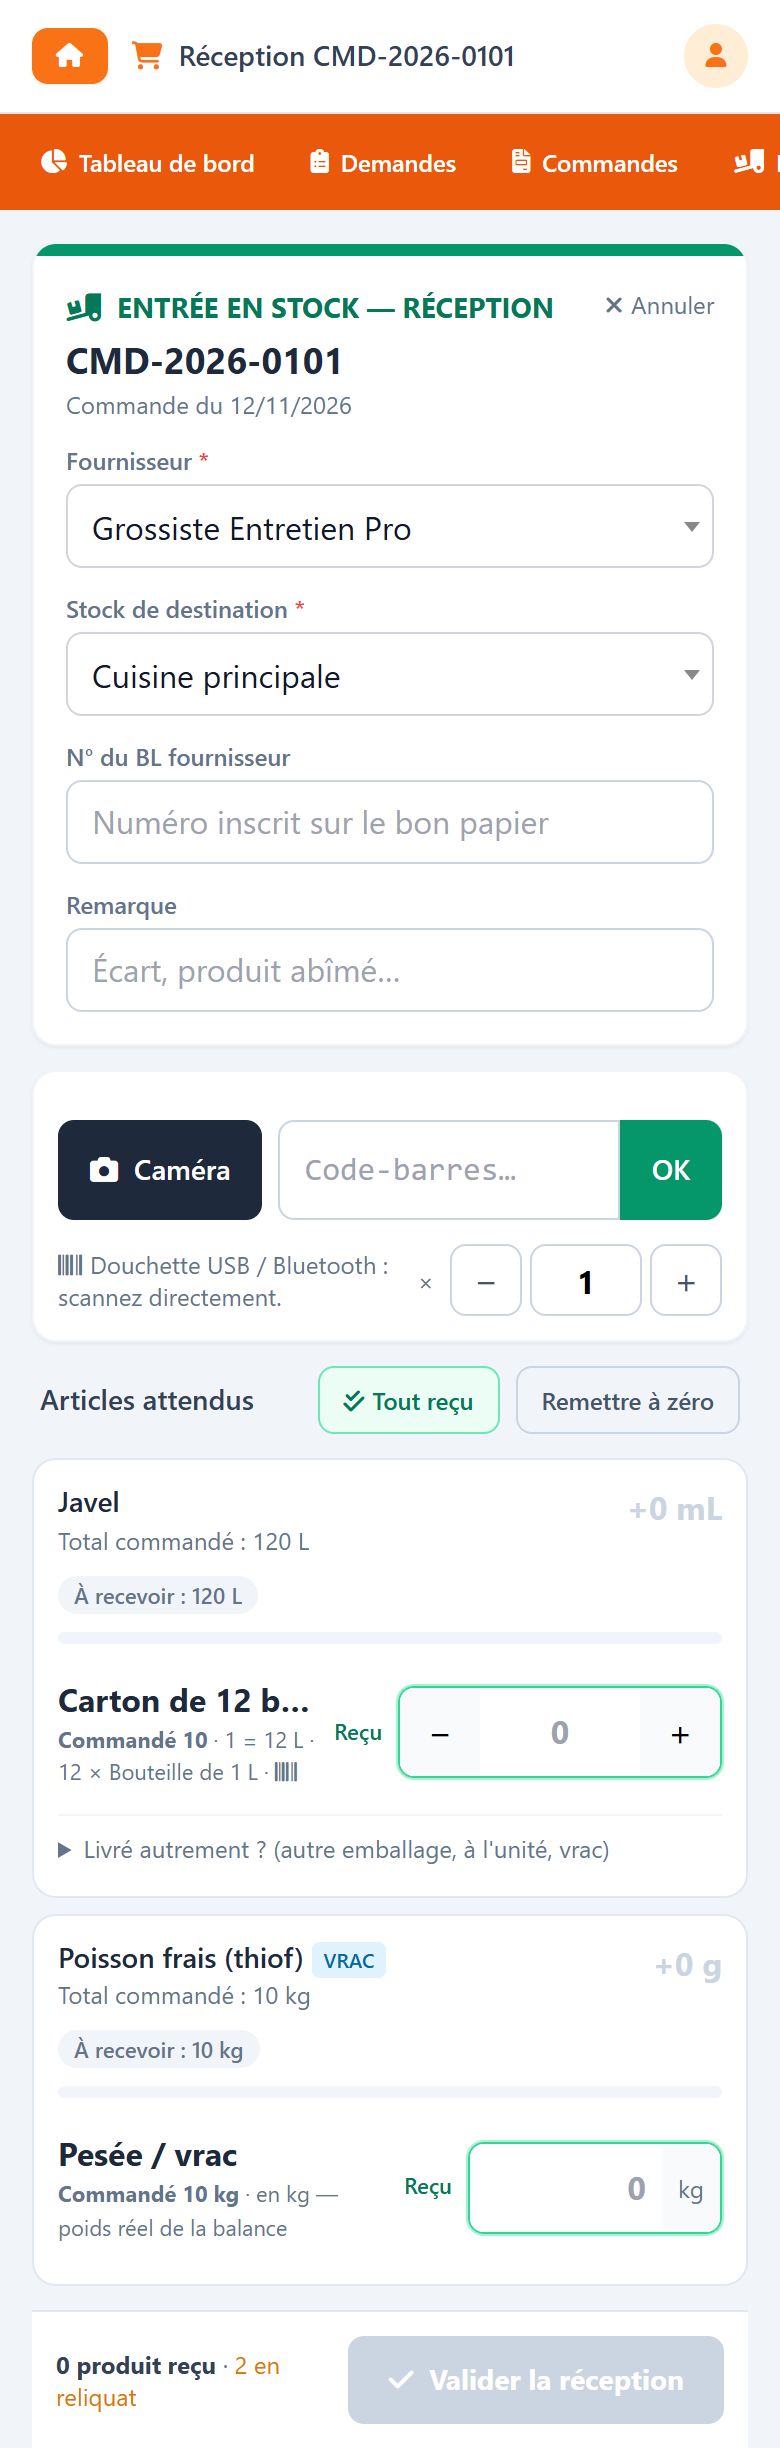 Réception CMD-2026-0101
Tableau de bord
Demandes
Commandes
ENTRÉE EN STOCK — RÉCEPTION
Annuler
CMD-2026-0101
Commande du 12/11/2026
Fournisseur *
Grossiste Entretien Pro
Stock de destination *
Cuisine principale
N° du BL fournisseur
Numéro inscrit sur le bon papier
Remarque
Écart, produit abîmé...
Caméra
Code-barres...
OK
Douchette USB / Bluetooth :
scannez directement.
×
−
1
+
Articles attendus
Tout reçu
Remettre à zéro
Javel
+0 mL
Total commandé : 120 L
À recevoir : 120 L
Carton de 12 b...
Commandé 10 · 1 = 12 L ·
12 × Bouteille de 1 L ·
Reçu
−
0
+
Livré autrement ? (autre emballage, à l'unité, vrac)
Poisson frais (thiof) VRAC
+0 g
Total commandé : 10 kg
À recevoir : 10 kg
Pesée / vrac
Commandé 10 kg · en kg —
poids réel de la balance
Reçu
0
kg
0 produit reçu · 2 en
reliquat
Valider la réception